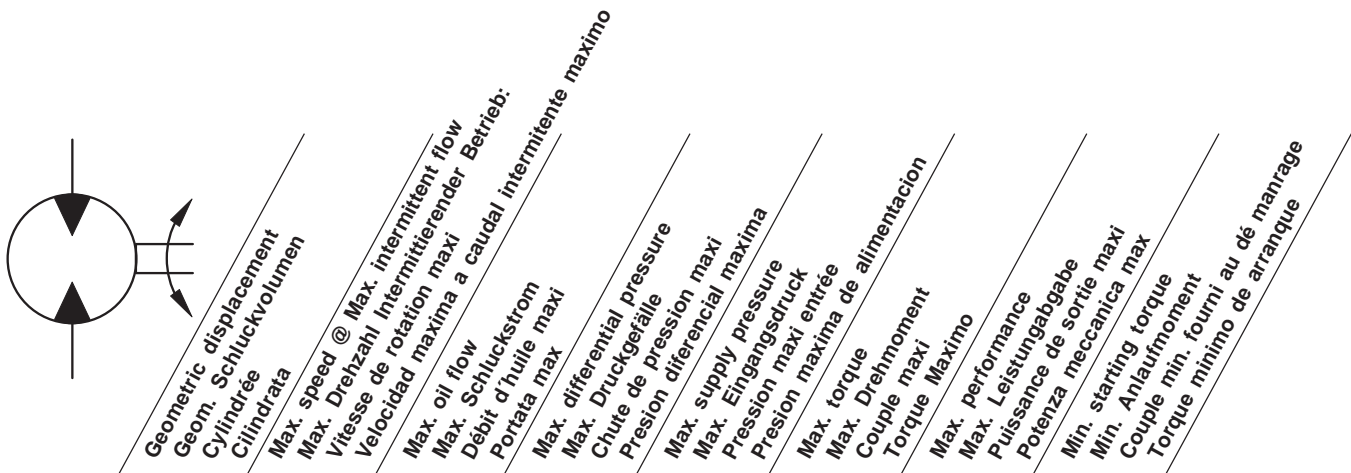 Geometric displacement
Geom. Schluckvolumen
Cylindrée
Cilindrata
Max. speed @ Max. intermittent flow
Max. Drehzahl Intermittierender Betrieb:
Vitesse de rotation maxi
Velocidad maxima a caudal intermitente maximo
Max. oil flow
Max. Schluckstrom
Débit d´huile maxi
Portata max
Max. differential pressure
Max. Druckgefälle
Chute de pression maxi
Presion diferencial maxima
Max. supply pressure
Max. Eingangsdruck
Pression maxi entrée
Presion maxima de alimentacion
Max. torque
Max. Drehmoment
Couple maxi
Torque Maximo
Max. performance
Max. Leistungabgabe
Puissance de sortie maxi
Potenza meccanica max
Min. starting torque
Min. Anlaufmoment
Couple min. fourni au dé manrage
Torque minimo de arranque